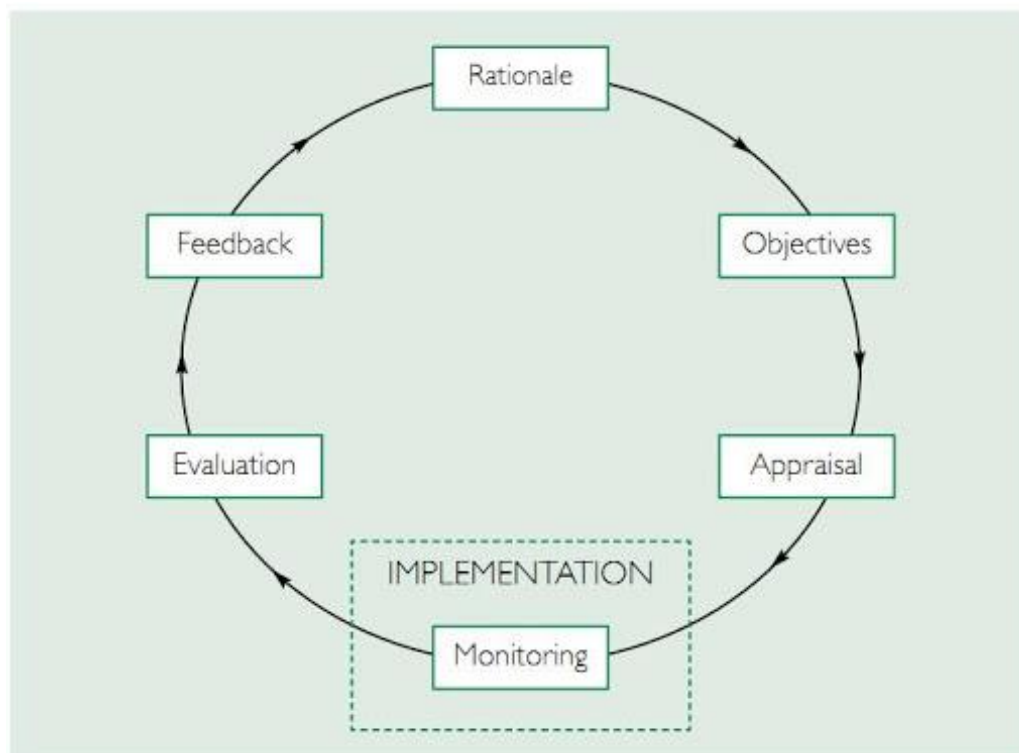 Rationale
Feedback
Objectives
Evaluation
Appraisal
IMPLEMENTATION
Monitoring